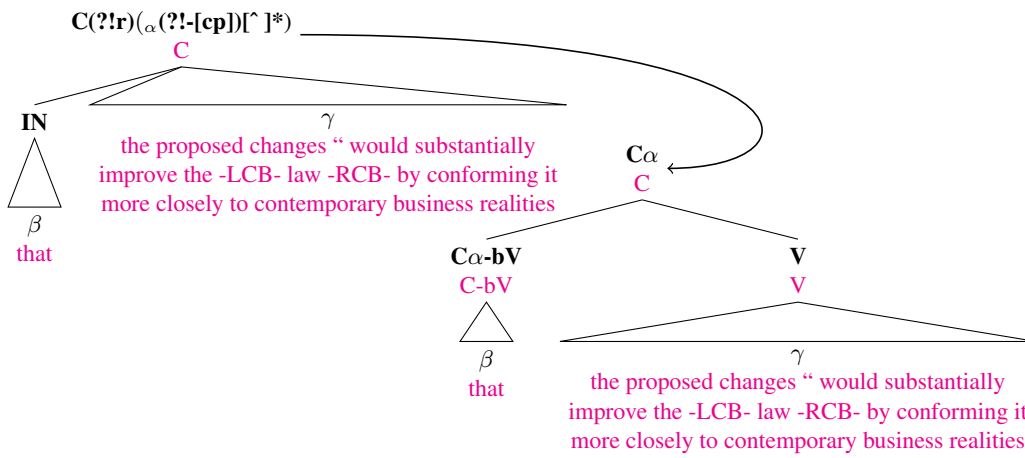 C(?!r)(α(?!-[cp])[^ ]*)
C
IN
γ
the proposed changes “ would substantially
improve the -LCB- law -RCB- by conforming it
more closely to contemporary business realities
β
that
Cα
C
Cα-bV
V
C-bV
V
β
γ
that
the proposed changes “ would substantially
improve the -LCB- law -RCB- by conforming it
more closely to contemporary business realities